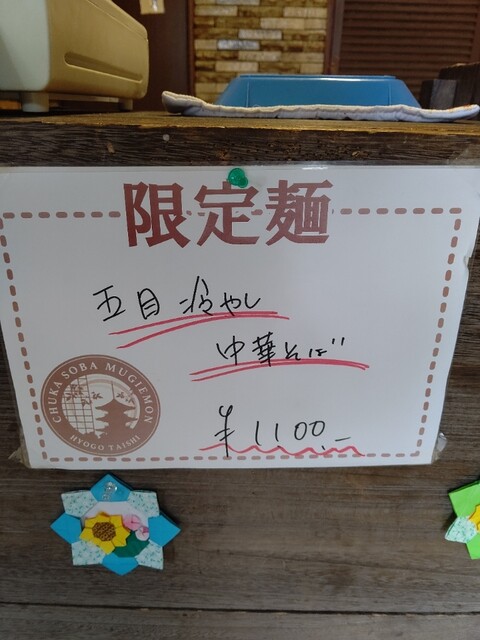 限定麺
五目冷やし
中華そば
¥1100.-
CHUKA SOBA MUGIEMON
HYOGO TAISHI